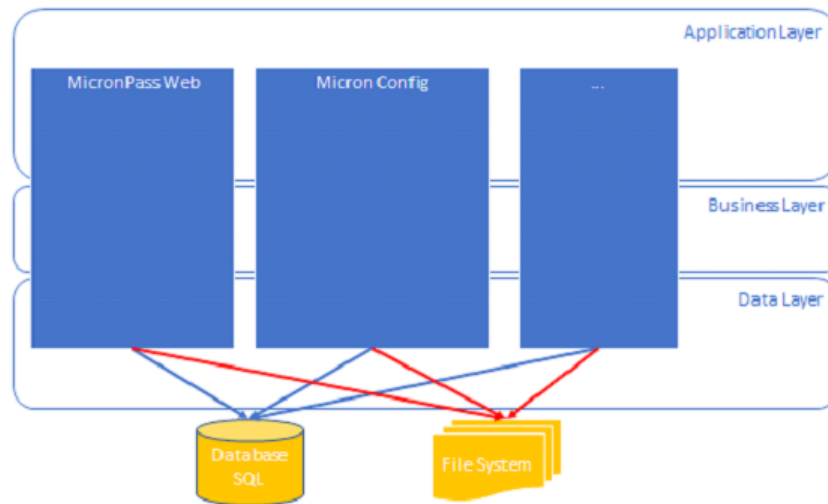 Application Layer
MicronPass Web
Micron Config
...
Business Layer
Data Layer
Database
SQL
File System